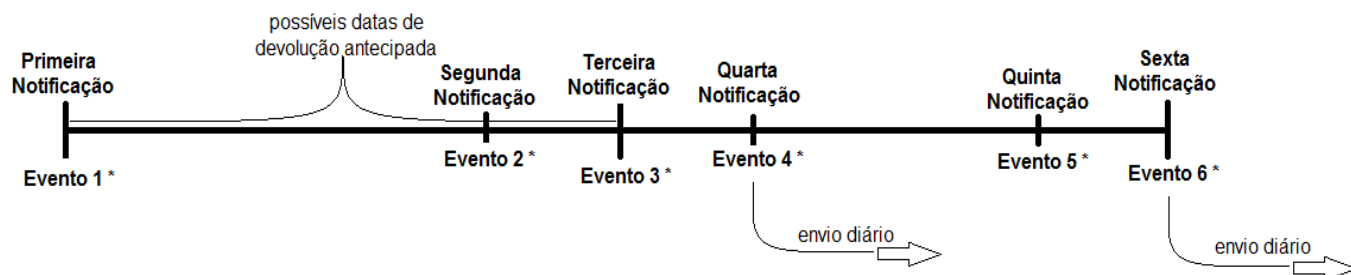 possíveis datas de
devolução antecipada
Primeira
Notificação
Segunda
Notificação
Terceira
Notificação
Quarta
Notificação
Quinta
Notificação
Sexta
Notificação
Evento 1 *
Evento 2 *
Evento 3 *
Evento 4 *
Evento 5 *
Evento 6 *
envio diário
envio diário